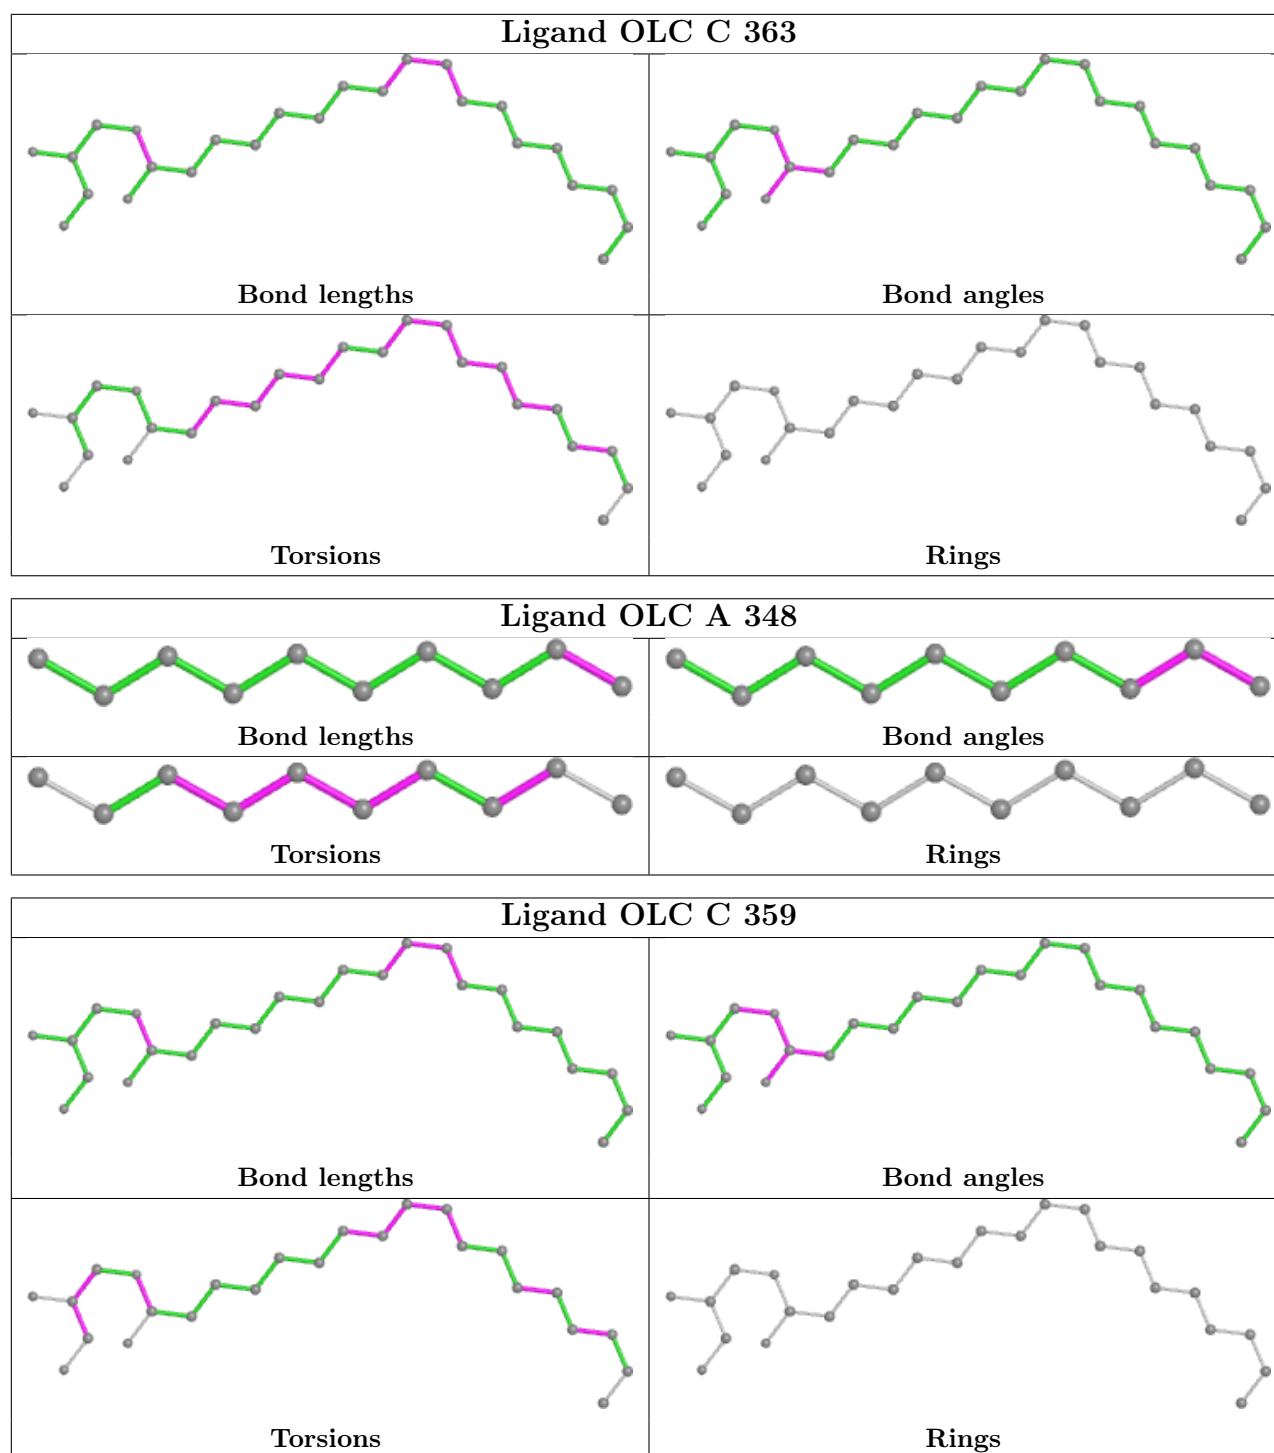 Ligand OLC C 363
Bond lengths
Bond angles
Torsions
Rings
Ligand OLC A 348
Bond lengths
Bond angles
Torsions
Rings
Ligand OLC C 359
Bond lengths
Bond angles
Torsions
Rings